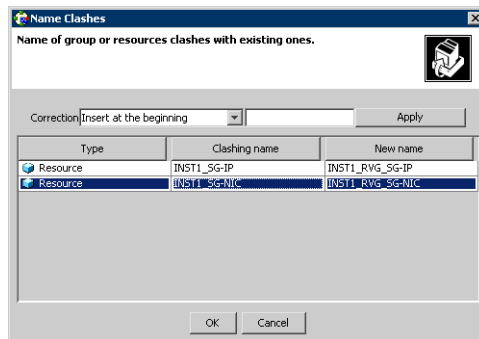 Name Clashes
Name of group or resources clashes with existing ones.
Correction Insert at the beginning Apply
Type Clashing name New name
Resource INST1_SG-IP INST1_RVG_SG-IP
Resource INST1_SG-NIC INST1_RVG_SG-NIC
OK Cancel